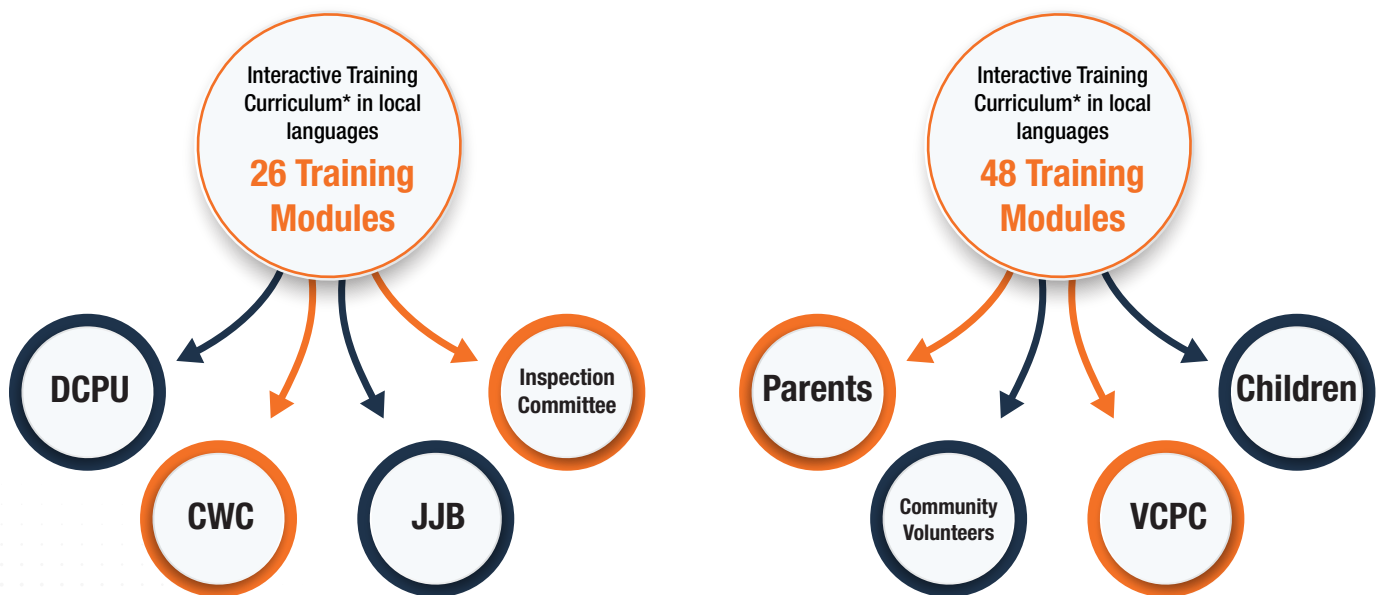 Interactive Training
Curriculum* in local
languages
26 Training
Modules
DCPU
CWC
JJB
Inspection
Committee
Interactive Training
Curriculum* in local
languages
48 Training
Modules
Parents
Community
Volunteers
VCPC
Children